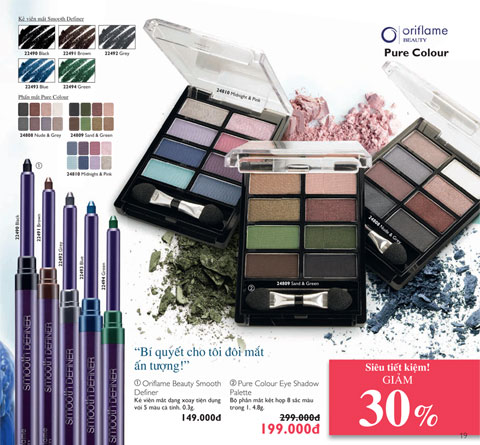 Kẻ viền mắt Smooth Definer
22490 Black
22491 Brown
22492 Grey
22493 Blue
22494 Green
Phấn mắt Pure Colour
24808 Nude & Grey
24809 Sand & Green
24810 Midnight & Pink
oriflame
BEAUTY
Pure Colour
24810 Midnight & Pink
24808 Nude & Grey
24809 Sand & Green
①
22490 Black
22491 Brown
22492 Grey
22493 Blue
22494 Green
②
SMOOTH DEFINER
SMOOTH DEFINER
SMOOTH DEFINER
SMOOTH DEFINER
SMOOTH DEFINER
“Bí quyết cho tôi đôi mắt
ấn tượng!”
① Oriflame Beauty Smooth
Definer
Kẻ viền mắt dạng xoay tiện dụng
với 5 màu cá tính. 0.3g.
149.000đ
② Pure Colour Eye Shadow
Palette
Bộ phấn mắt kết hợp 8 sắc màu
trong 1. 4.8g.
299.000đ
199.000đ
Siêu tiết kiệm!
GIẢM
30%
19